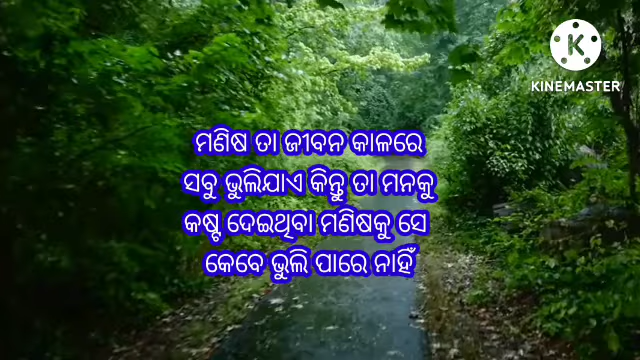 KINEMASTER
ମଣିଷ ତା ଜୀବନ କାଳରେ
ସବୁ ଭୁଲିଯାଏ କିନ୍ତୁ ତା ମନକୁ
କଷ୍ଟ ଦେଇଥିବା ମଣିଷକୁ ସେ
କେବେ ଭୁଲି ପାରେ ନାହିଁ